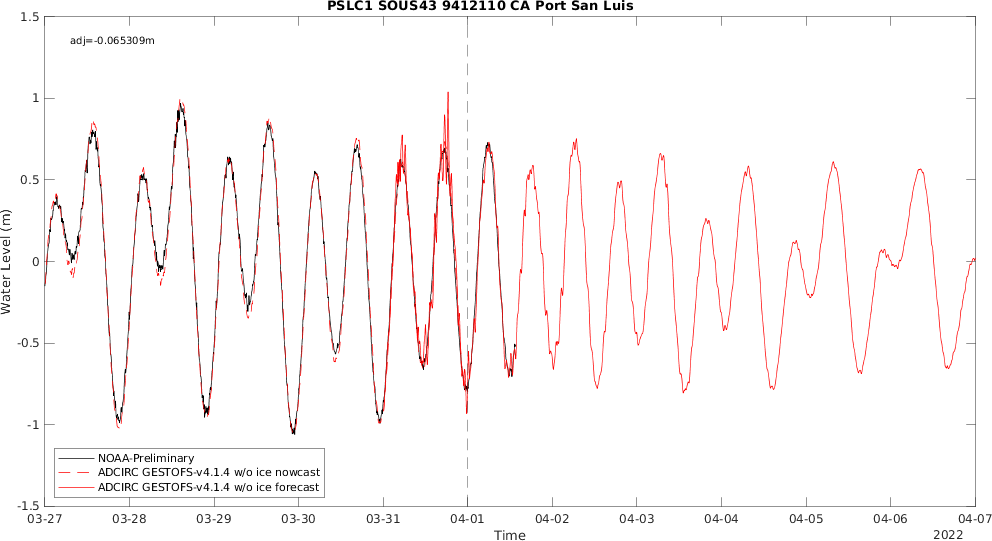 PSLC1 SOUS43 9412110 CA Port San Luis
adj=-0.065309m
Water Level (m)
1.5
1
0.5
0
-0.5
-1
-1.5
NOAA-Preliminary
ADCIRC GESTOFS-v4.1.4 w/o ice nowcast
ADCIRC GESTOFS-v4.1.4 w/o ice forecast
03-27 03-28 03-29 03-30 03-31 04-01 04-02 04-03 04-04 04-05 04-06 04-07
Time
2022